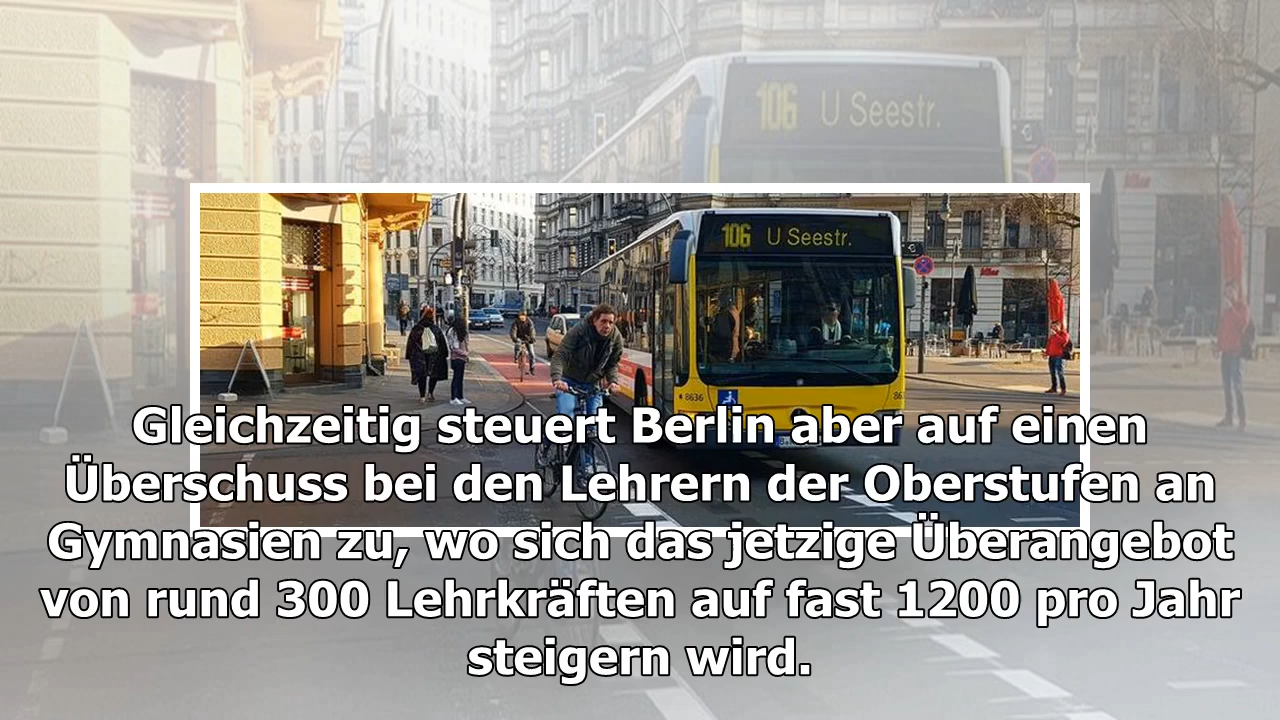 106 U Seestr.
106 U Seestr.
8636
Gleichzeitig steuert Berlin aber auf einen
Überschuss bei den Lehrern der Oberstufen an
Gymnasien zu, wo sich das jetzige Überangebot
von rund 300 Lehrkräften auf fast 1200 pro Jahr
steigern wird.